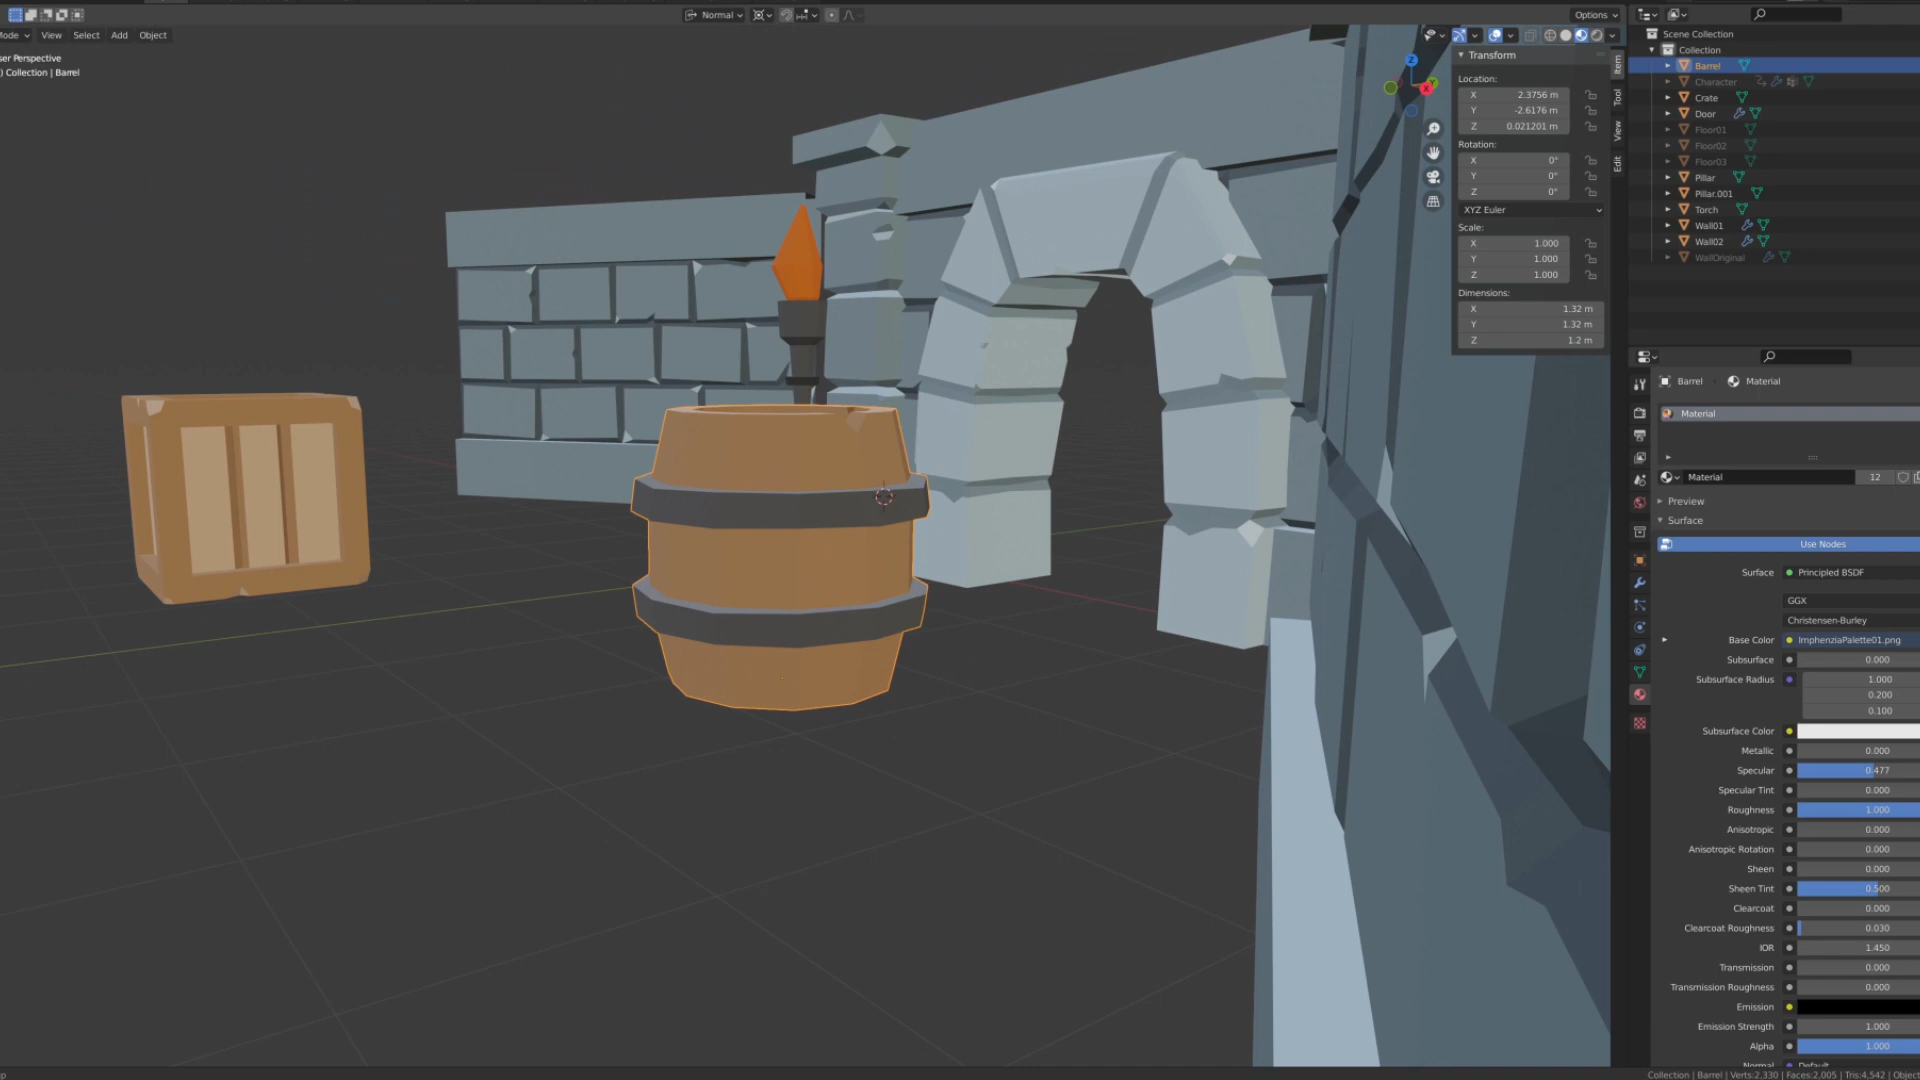 Normal
Options
Mode View Select Add Object
ser Perspective
) Collection | Barrel
Transform
Location:
X 2.3756 m
Y -2.6176 m
Z 0.021201 m
Rotation:
X 0°
Y 0°
Z 0°
XYZ Euler
Scale:
X 1.000
Y 1.000
Z 1.000
Dimensions:
X 1.32 m
Y 1.32 m
Z 1.2 m
Item
Tool
View
Edit
Z
Y
X
Scene Collection
Collection
Barrel
Character
Crate
Door
Floor01
Floor02
Floor03
Pillar
Pillar.001
Torch
Wall01
Wall02
WallOriginal
Barrel Material
Material
Material 12
Preview
Surface
Use Nodes
Surface Principled BSDF
GGX
Christensen-Burley
Base Color ImphenziaPalette01.png
Subsurface 0.000
Subsurface Radius 1.000
0.200
0.100
Subsurface Color
Metallic 0.000
Specular 0.477
Specular Tint 0.000
Roughness 1.000
Anisotropic 0.000
Anisotropic Rotation 0.000
Sheen 0.000
Sheen Tint 0.500
Clearcoat 0.000
Clearcoat Roughness 0.030
IOR 1.450
Transmission 0.000
Transmission Roughness 0.000
Emission
Emission Strength 1.000
Alpha 1.000
Normal Default
Collection | Barrel | Verts:2,330 | Faces:2,005 | Tris:4,542 | Object